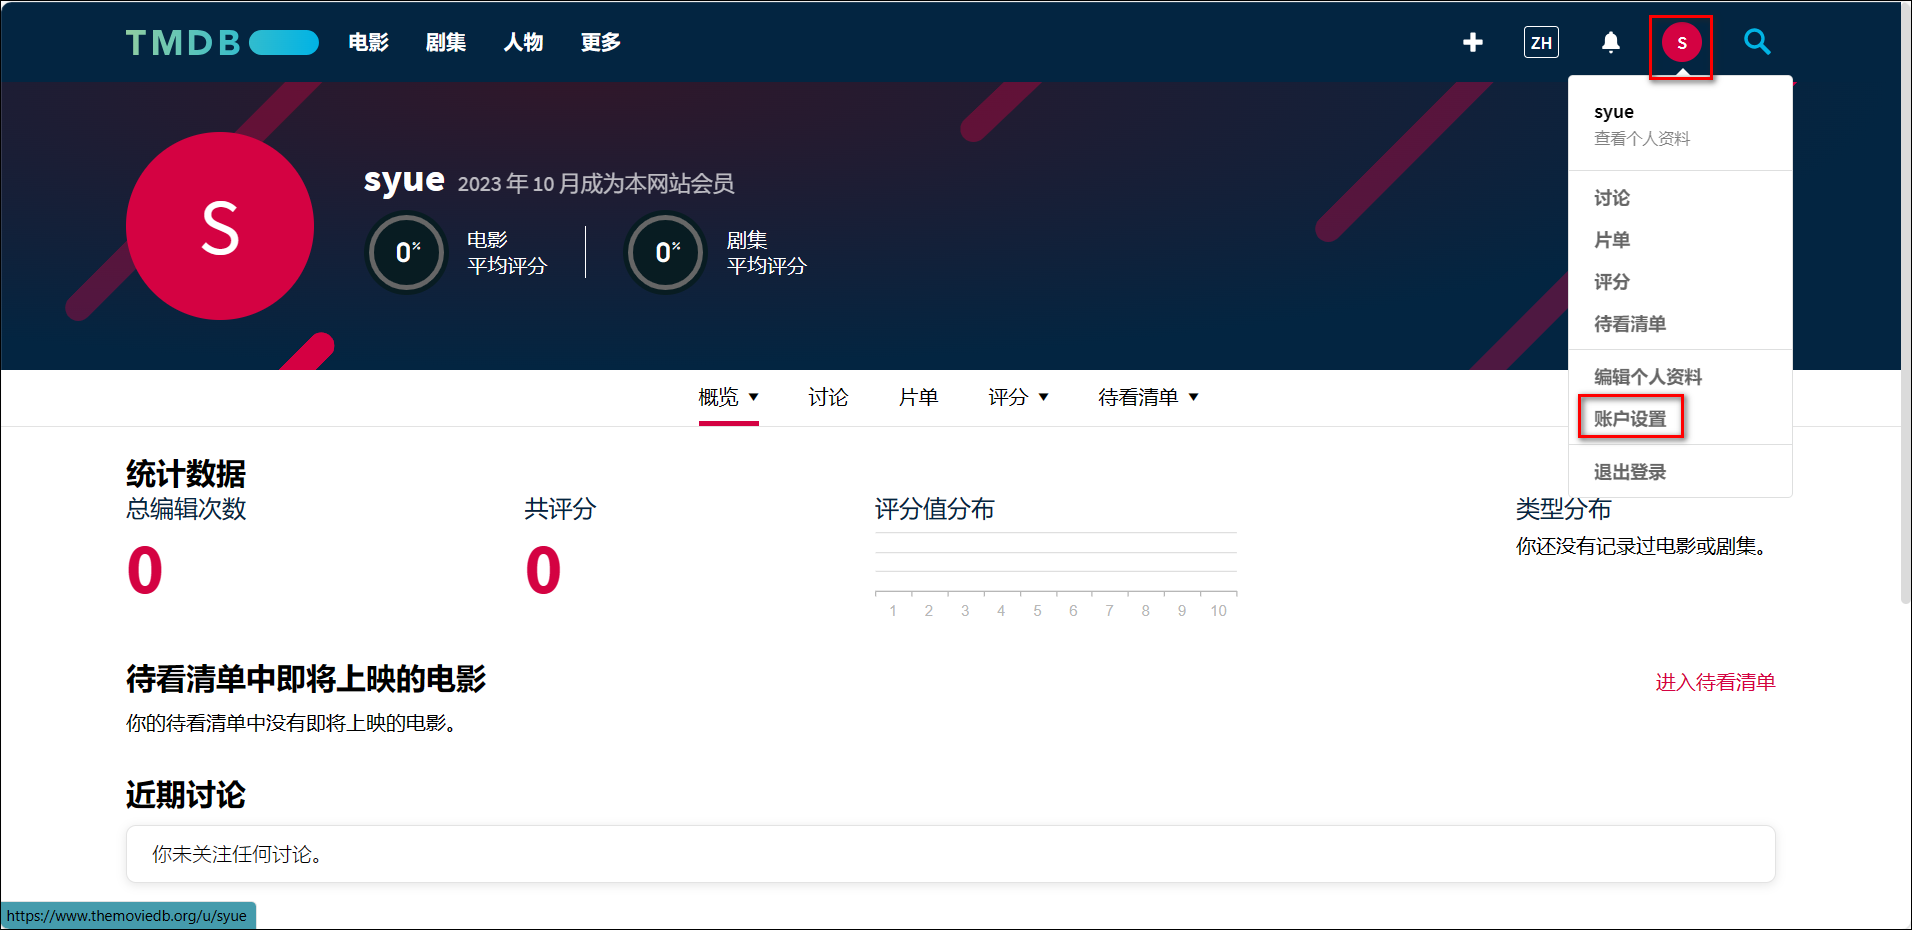 TMDB 电影 剧集 人物 更多 ZH S
syue
查看个人资料
讨论
片单
评分
待看清单
编辑个人资料
账户设置
退出登录
S
syue 2023 年 10 月成为本网站会员
0% 电影 平均评分
0% 剧集 平均评分
概览 讨论 片单 评分 待看清单
统计数据
总编辑次数
0
共评分
0
评分值分布
1 2 3 4 5 6 7 8 9 10
类型分布
你还没有记录过电影或剧集。
待看清单中即将上映的电影
进入待看清单
你的待看清单中没有即将上映的电影。
近期讨论
你未关注任何讨论。
https://www.themoviedb.org/u/syue